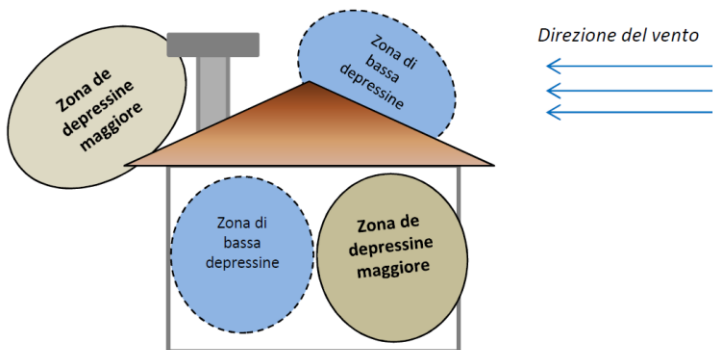 Zona de
depressine
maggiore
Zona di
bassa
depressine
Direzione del vento
Zona di
bassa
depressine
Zona de
depressine
maggiore